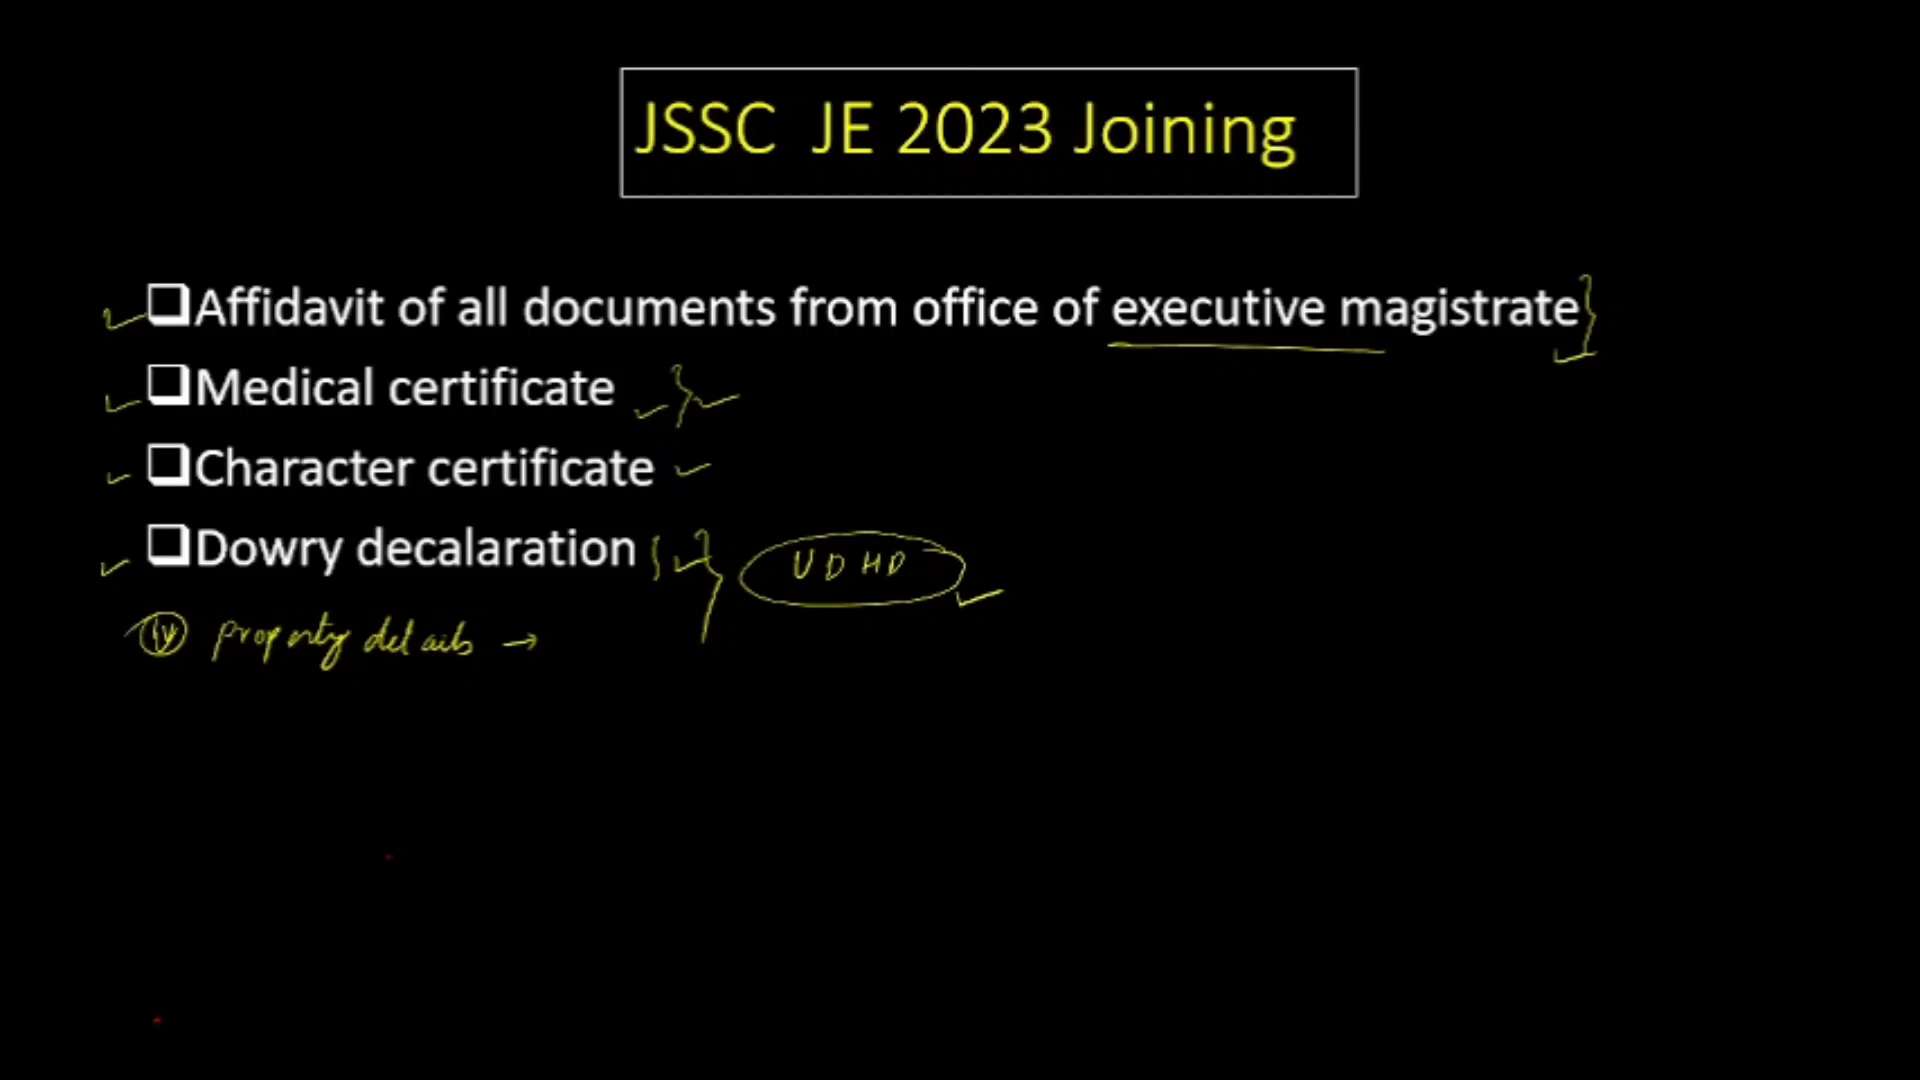 JSSC JE 2023 Joining
Affidavit of all documents from office of executive magistrate
Medical certificate
Character certificate
Dowry decalaration
UDHD
property details →